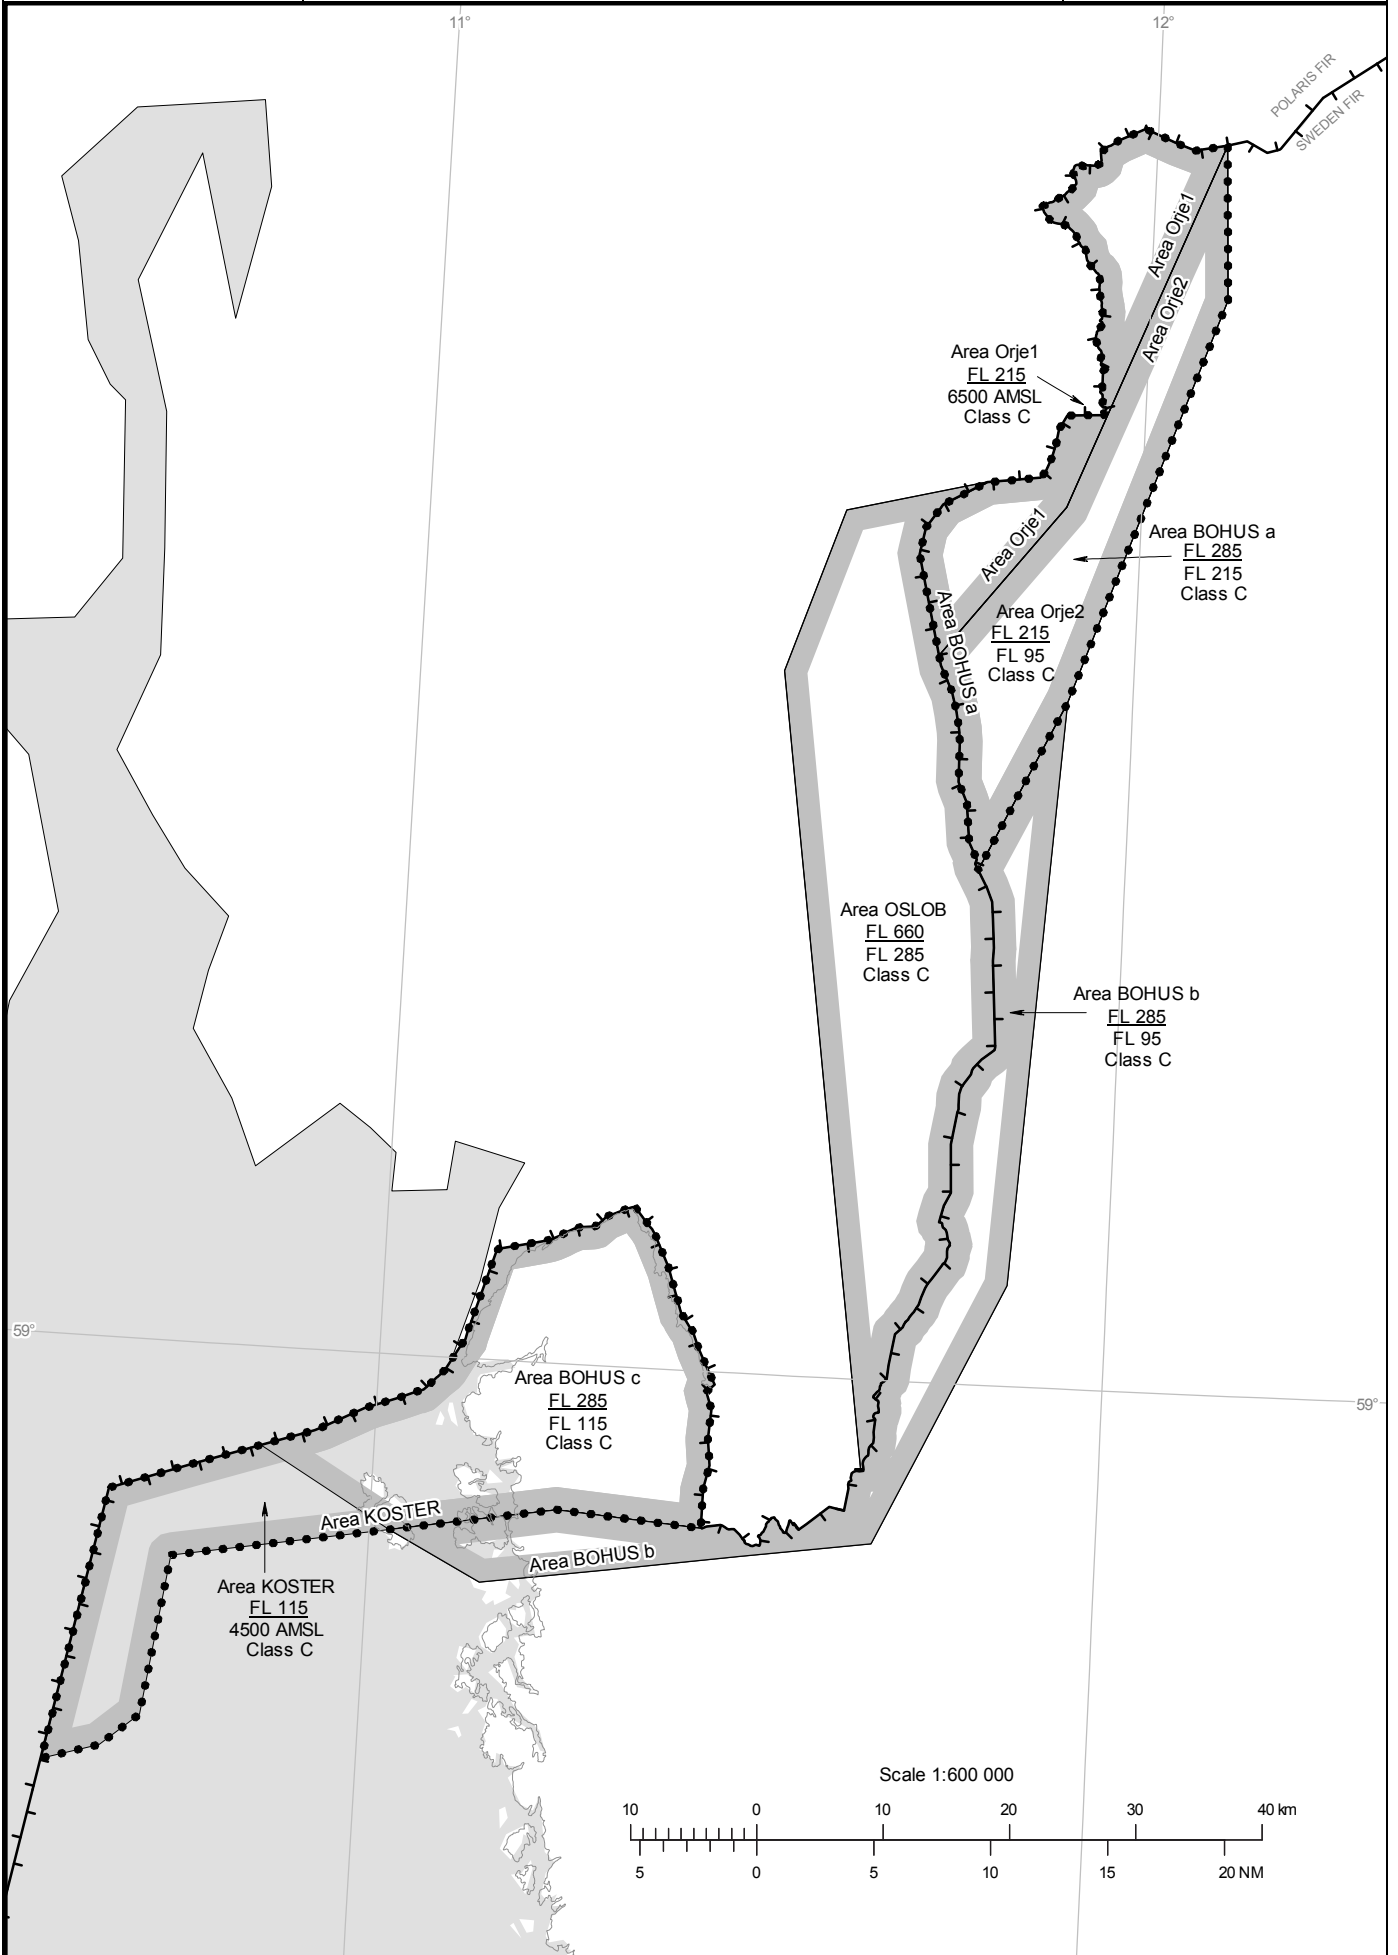 11°
12°
POLARIS FIR
SWEDEN FIR
Area Orje1
Area Orje2
Area Orje1
FL 215
6500 AMSL
Class C
Area Orje1
Area BOHUS a
FL 285
FL 215
Class C
Area BOHUS a
Area Orje2
FL 215
FL 95
Class C
Area OSLOB
FL 660
FL 285
Class C
Area BOHUS b
FL 285
FL 95
Class C
59°
Area BOHUS c
FL 285
FL 115
Class C
59°
Area KOSTER
Area BOHUS b
Area KOSTER
FL 115
4500 AMSL
Class C
Scale 1:600 000
10 0 10 20 30 40 km
5 0 5 10 15 20 NM